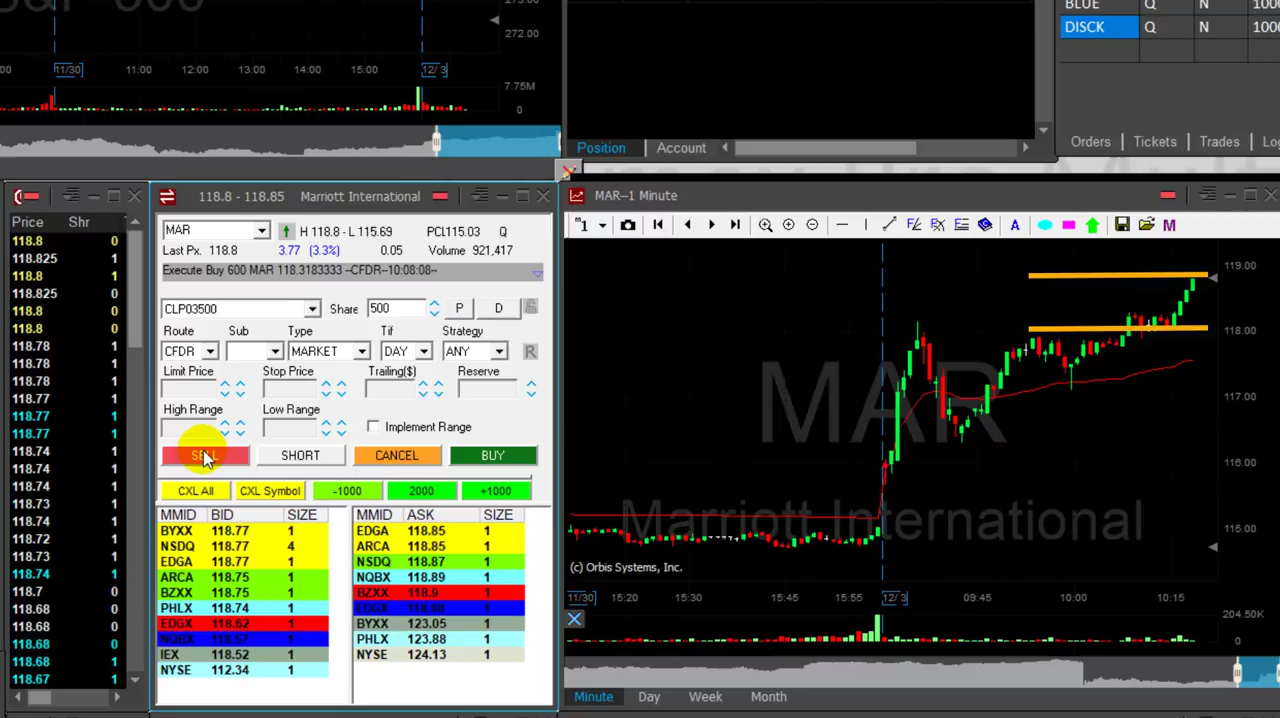 272.00
11/30 11:00 12:00 13:00 14:00 15:00 12/ 3
7.75M
0
Position Account
BLUE Q N
DISCK Q N
Orders Tickets Trades
Price Shr
118.8 0
118.825 0
118.8 1
118.825 0
118.8 0
118.8 0
118.78 1
118.78 0
118.78 1
118.77 1
118.77 1
118.77 1
118.74 1
118.74 1
118.74 1
118.73 1
118.74 1
118.72 1
118.73 1
118.74 1
118.7 0
118.68 0
118.68 0
118.68 0
118.68 1
118.67 1
118.8 - 118.85 Marriott International
MAR H 118.8 - L 115.69 PCl115.03 Q
Last Px. 118.8 3.77 (3.3%) 0.05 Volume 921,417
Execute Buy 600 MAR 118.3183333 --CFDR--10:08:08--
CLP03500 Share 500 P D
Route Sub Type Tif Strategy
CFDR MARKET DAY ANY R
Limit Price Stop Price Trailing($) Reserve
High Range Low Range
Implement Range
SELL SHORT CANCEL BUY
CXL All CXL Symbol -1000 2000 +1000
MMID BID SIZE
BYXX 118.77 1
NSDQ 118.77 4
EDGA 118.77 1
ARCA 118.75 1
BZXX 118.75 1
PHLX 118.74 1
EDGX 118.62 1
NQBX 118.57 1
IEX 118.52 1
NYSE 112.34 1
MMID ASK SIZE
EDGA 118.85 1
ARCA 118.85 1
NSDQ 118.87 1
NQBX 118.89 1
BZXX 118.9 1
EDGX 118.98 1
BYXX 123.05 1
PHLX 123.88 1
NYSE 124.13 1
MAR--1 Minute
1 A M
119.00
118.00
117.00
116.00
115.00
MAR
Marriott International
(c) Orbis Systems, Inc.
11/30 15:20 15:30 15:45 15:55 12/ 3 09:45 10:00 10:15
204.50K
0
Minute Day Week Month